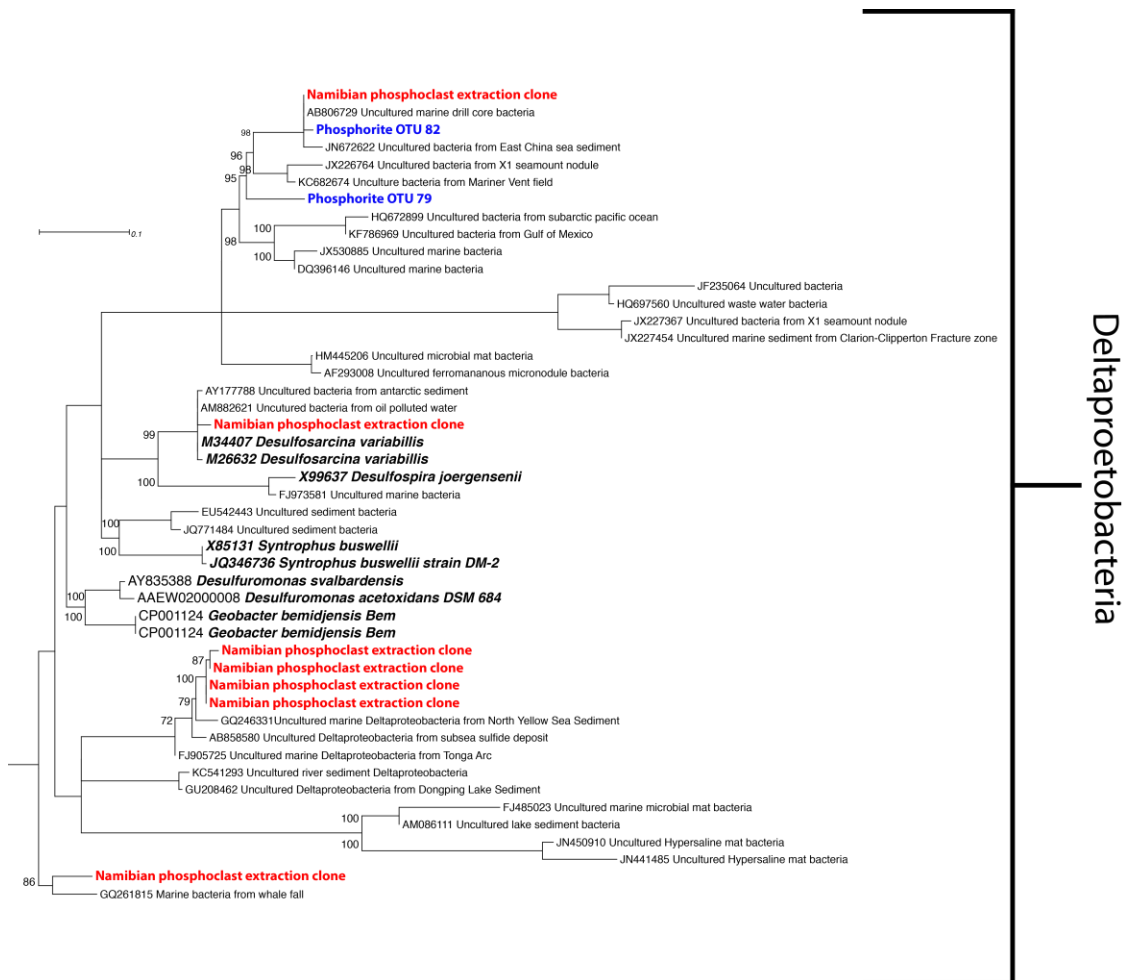 Namibian phosphoclast extraction clone
AB806729 Uncultured marine drill core bacteria
Phosphorite OTU 82
98
JN672622 Uncultured bacteria from East China sea sediment
96
JX226764 Uncultured bacteria from X1 seamount nodule
98
95
KC682674 Unculture bacteria from Mariner Vent field
Phosphorite OTU 79
HQ672899 Uncultured bacteria from subarctic pacific ocean
100
0.1
KF786969 Uncultured bacteria from Gulf of Mexico
98
JX530885 Uncultured marine bacteria
100
DQ396146 Uncultured marine bacteria
JF235064 Uncultured bacteria
HQ697560 Uncultured waste water bacteria
JX227367 Uncultured bacteria from X1 seamount nodule
JX227454 Uncultured marine sediment from Clarion-Clipperton Fracture zone
HM445206 Uncultured microbial mat bacteria
AF293008 Uncultured ferromananous micronodule bacteria
AY177788 Uncultured bacteria from antarctic sediment
AM882621 Uncutured bacteria from oil polluted water
Namibian phosphoclast extraction clone
99
M34407 Desulfosarcina variabillis
M26632 Desulfosarcina variabillis
X99637 Desulfospira joergensenii
100
FJ973581 Uncultured marine bacteria
EU542443 Uncultured sediment bacteria
100
JQ771484 Uncultured sediment bacteria
X85131 Syntrophus buswellii
100
JQ346736 Syntrophus buswellii strain DM-2
AY835388 Desulfuromonas svalbardensis
100
AAEW02000008 Desulfuromonas acetoxidans DSM 684
100
CP001124 Geobacter bemidjensis Bem
CP001124 Geobacter bemidjensis Bem
Namibian phosphoclast extraction clone
87
Namibian phosphoclast extraction clone
100
Namibian phosphoclast extraction clone
79
Namibian phosphoclast extraction clone
72
GQ246331Uncultured marine Deltaproteobacteria from North Yellow Sea Sediment
AB858580 Uncultured Deltaproteobacteria from subsea sulfide deposit
FJ905725 Uncultured marine Deltaproteobacteria from Tonga Arc
KC541293 Uncultured river sediment Deltaproteobacteria
GU208462 Uncultured Deltaproteobacteria from Dongping Lake Sediment
FJ485023 Uncultured marine microbial mat bacteria
100
AM086111 Uncultured lake sediment bacteria
100
JN450910 Uncultured Hypersaline mat bacteria
JN441485 Uncultured Hypersaline mat bacteria
Namibian phosphoclast extraction clone
86
GQ261815 Marine bacteria from whale fall
Deltaproetobacteria